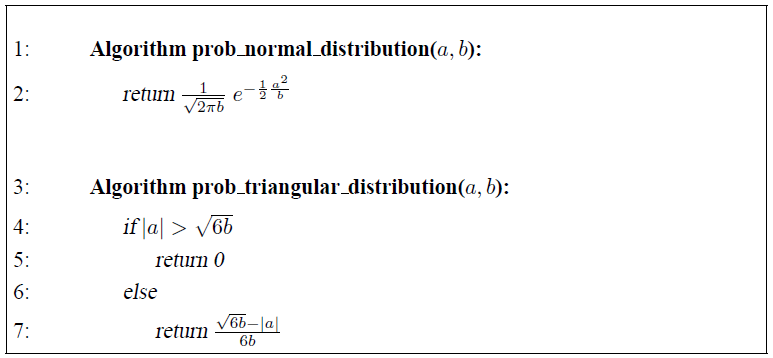 1: Algorithm prob_normal_distribution(a, b):
2: return $\frac{1}{\sqrt{2\pi b}} \, e^{-\frac{1}{2}\frac{a^2}{b}}$
3: Algorithm prob_triangular_distribution(a, b):
4: if |a| > $\sqrt{6b}$
5: return 0
6: else
7: return $\frac{\sqrt{6b}-|a|}{6b}$